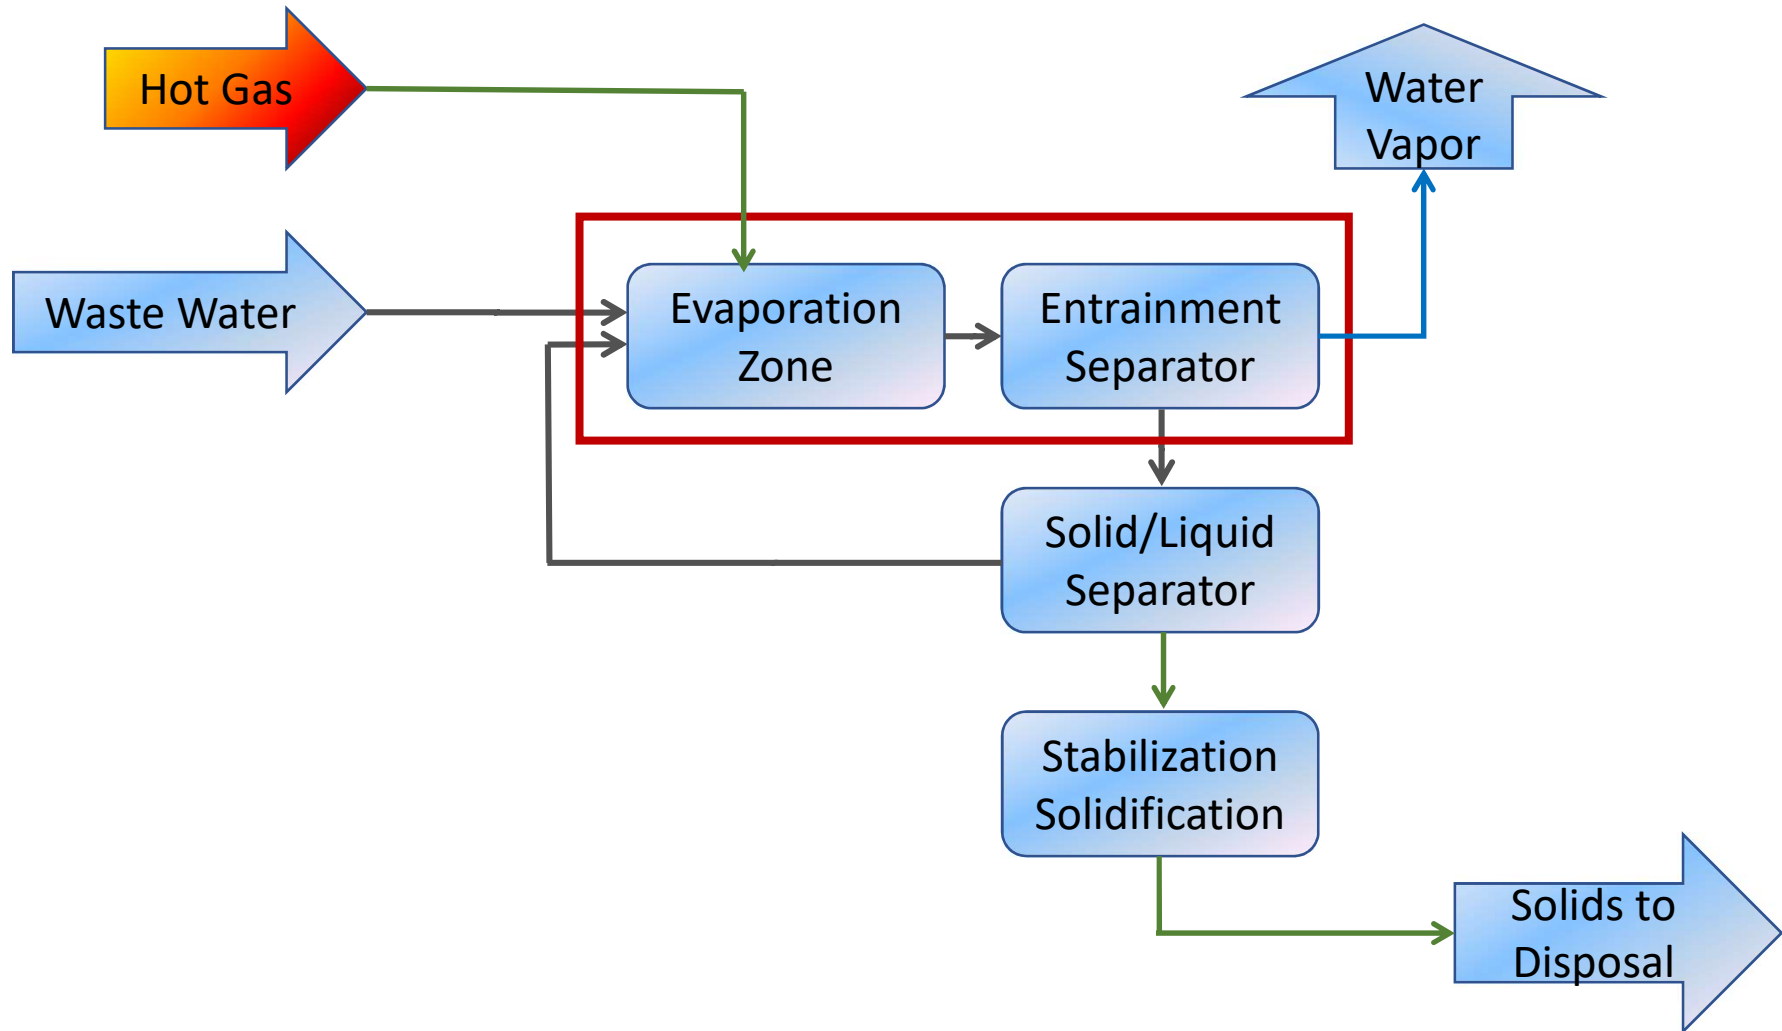 Hot Gas
Water
Vapor
Waste Water
Evaporation
Zone
Entrainment
Separator
Solid/Liquid
Separator
Stabilization
Solidification
Solids to
Disposal